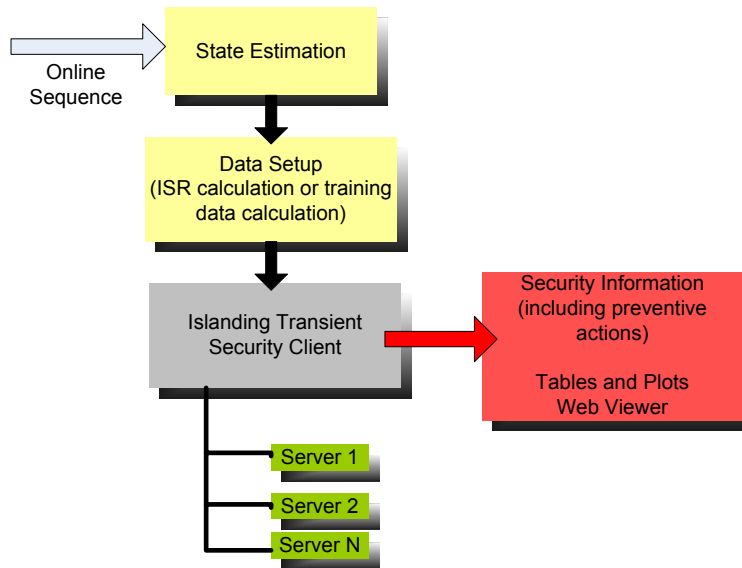 State Estimation
Online
Sequence
Data Setup
(ISR calculation or training
data calculation)
Islanding Transient
Security Client
Security Information
(including preventive
actions)
Tables and Plots
Web Viewer
Server 1
Server 2
Server N